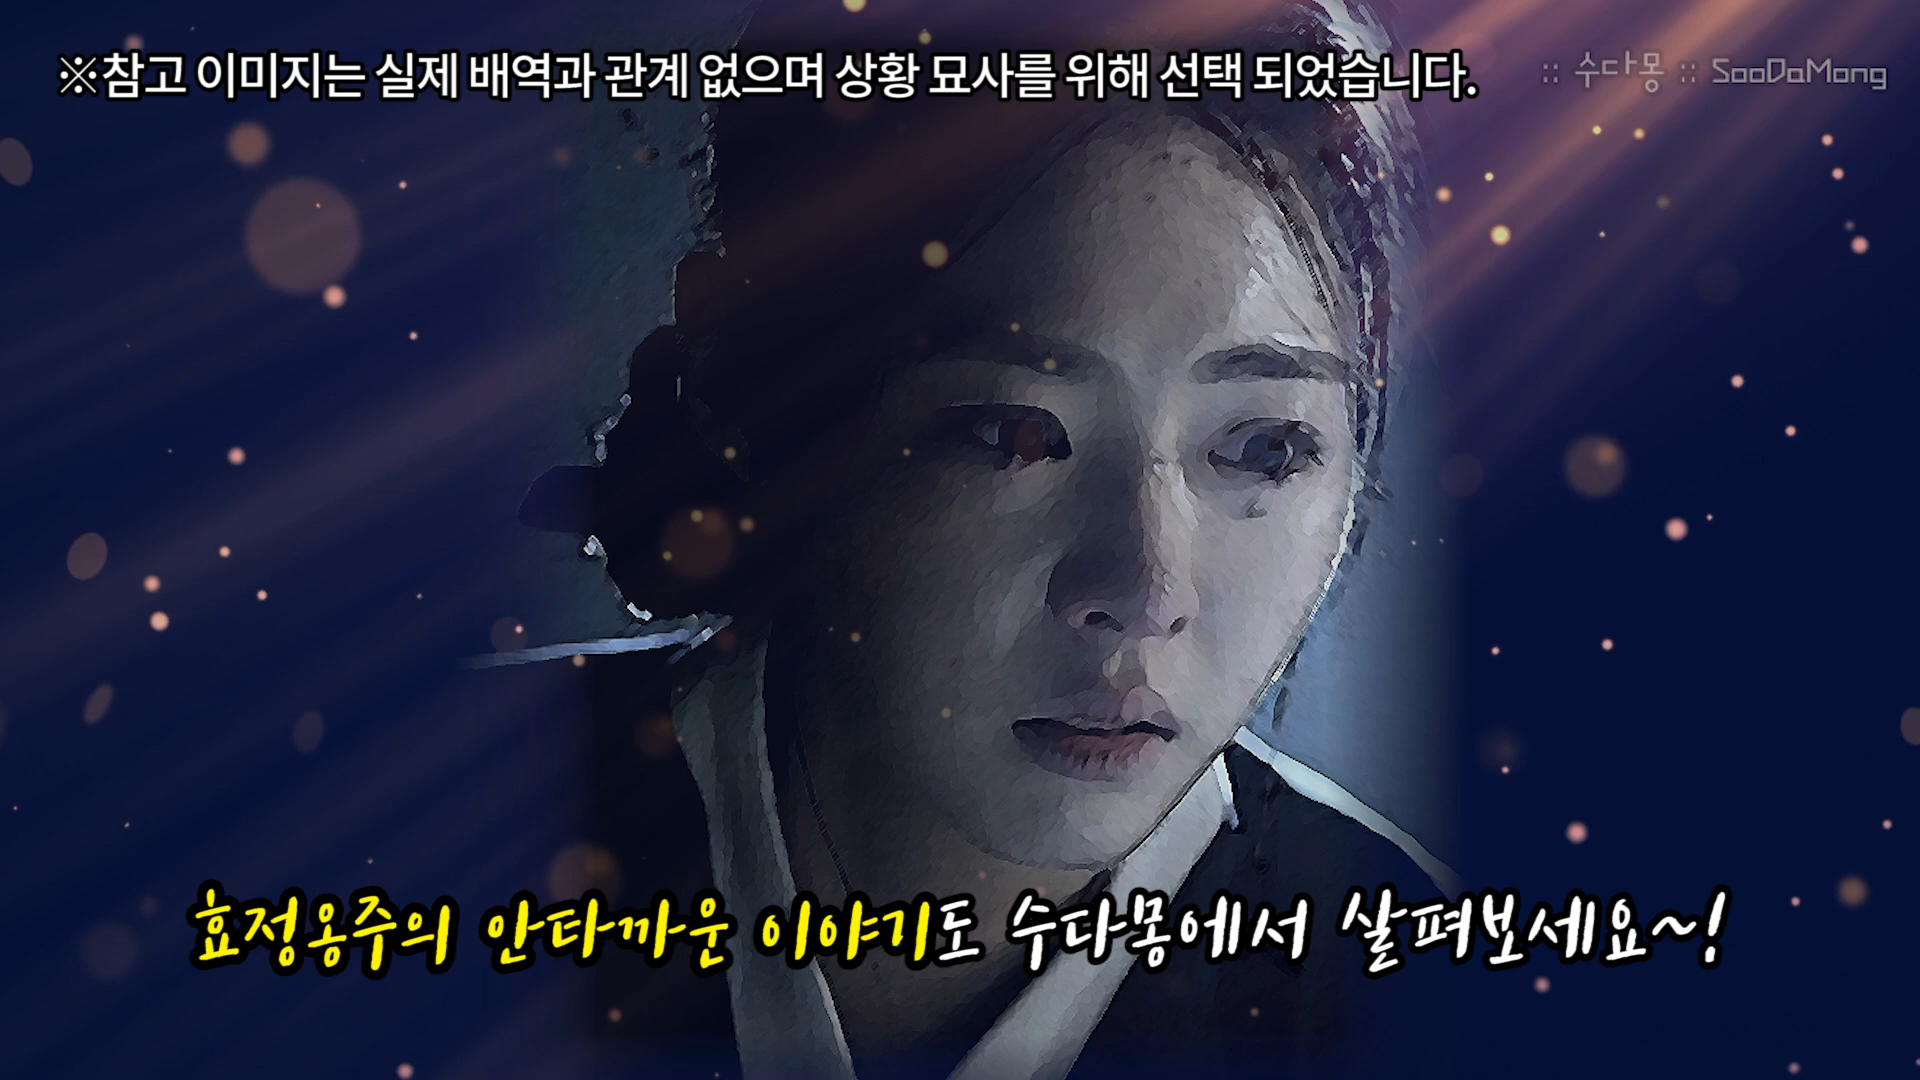 ※참고 이미지는 실제 배역과 관계 없으며 상황 묘사를 위해 선택 되었습니다.
:: 수다몽 :: SooDaMong
효정옹주의 안타까운 이야기도 수다몽에서 살펴보세요~!